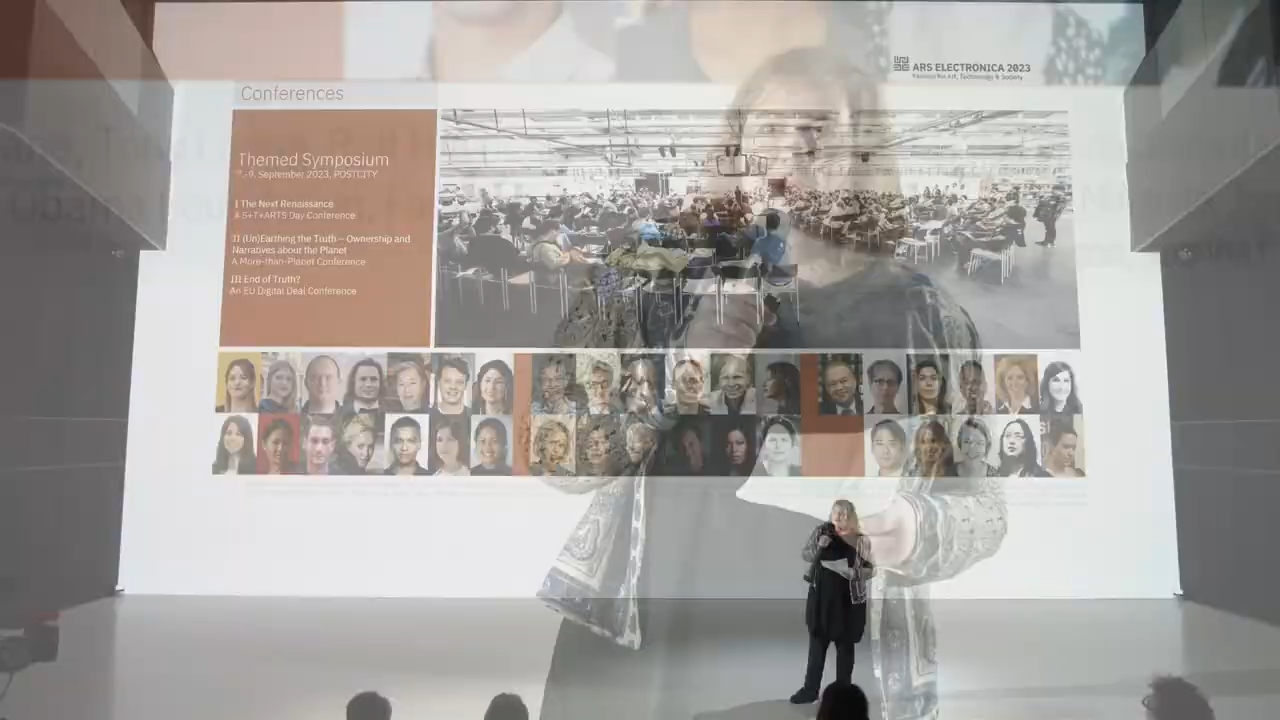 ARS ELECTRONICA 2023
Festival for Art, Technology & Society
Conferences
Themed Symposium
7.-9. September 2023, POSTCITY
I The Next Renaissance
A S+T+ARTS Day Conference
II (Un)Earthing the Truth – Ownership and
Narratives about the Planet
A More-than-Planet Conference
III End of Truth?
An EU Digital Deal Conference